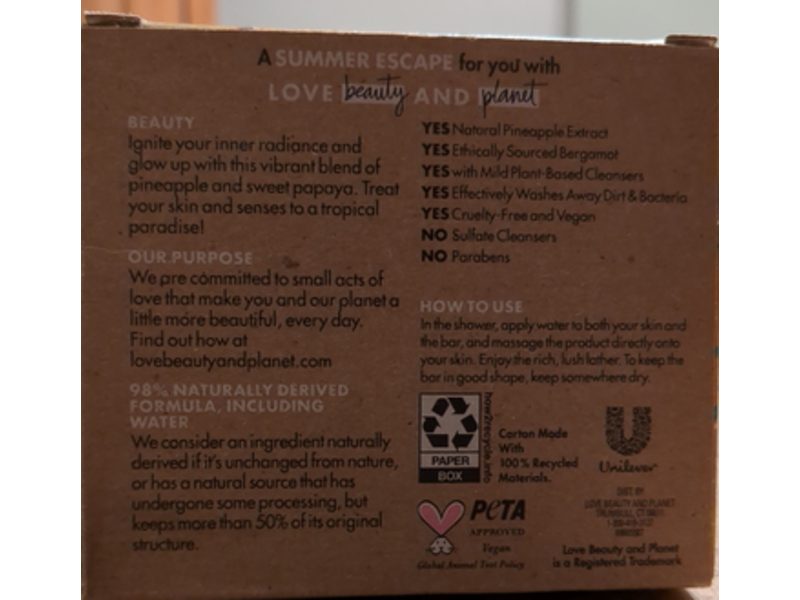 A SUMMER ESCAPE for you with
LOVE beauty AND planet
BEAUTY
Ignite your inner radiance and
glow up with this vibrant blend of
pineapple and sweet papaya. Treat
your skin and senses to a tropical
paradise!
OUR PURPOSE
We are committed to small acts of
love that make you and our planet a
little more beautiful, every day.
Find out how at
lovebeautyandplanet.com
98% NATURALLY DERIVED
FORMULA, INCLUDING
WATER
We consider an ingredient naturally
derived if it's unchanged from nature,
or has a natural source that has
undergone some processing, but
keeps more than 50% of its original
structure.
YES Natural Pineapple Extract
YES Ethically Sourced Bergamot
YES with Mild Plant-Based Cleansers
YES Effectively Washes Away Dirt & Bacteria
YES Cruelty-Free and Vegan
NO Sulfate Cleansers
NO Parabens
HOW TO USE
In the shower, apply water to both your skin and
the bar, and massage the product directly onto
your skin. Enjoy the rich, lush lather. To keep the
bar in good shape, keep somewhere dry.
PAPER
BOX
how2recycle.info
Carton Made
With
100% Recycled
Materials.
Unilever
PETA
APPROVED
Vegan
Global Animal Test Policy
DIST. BY
LOVE BEAUTY AND PLANET
TRUMBULL, CT
Love Beauty and Planet
is a Registered Trademark